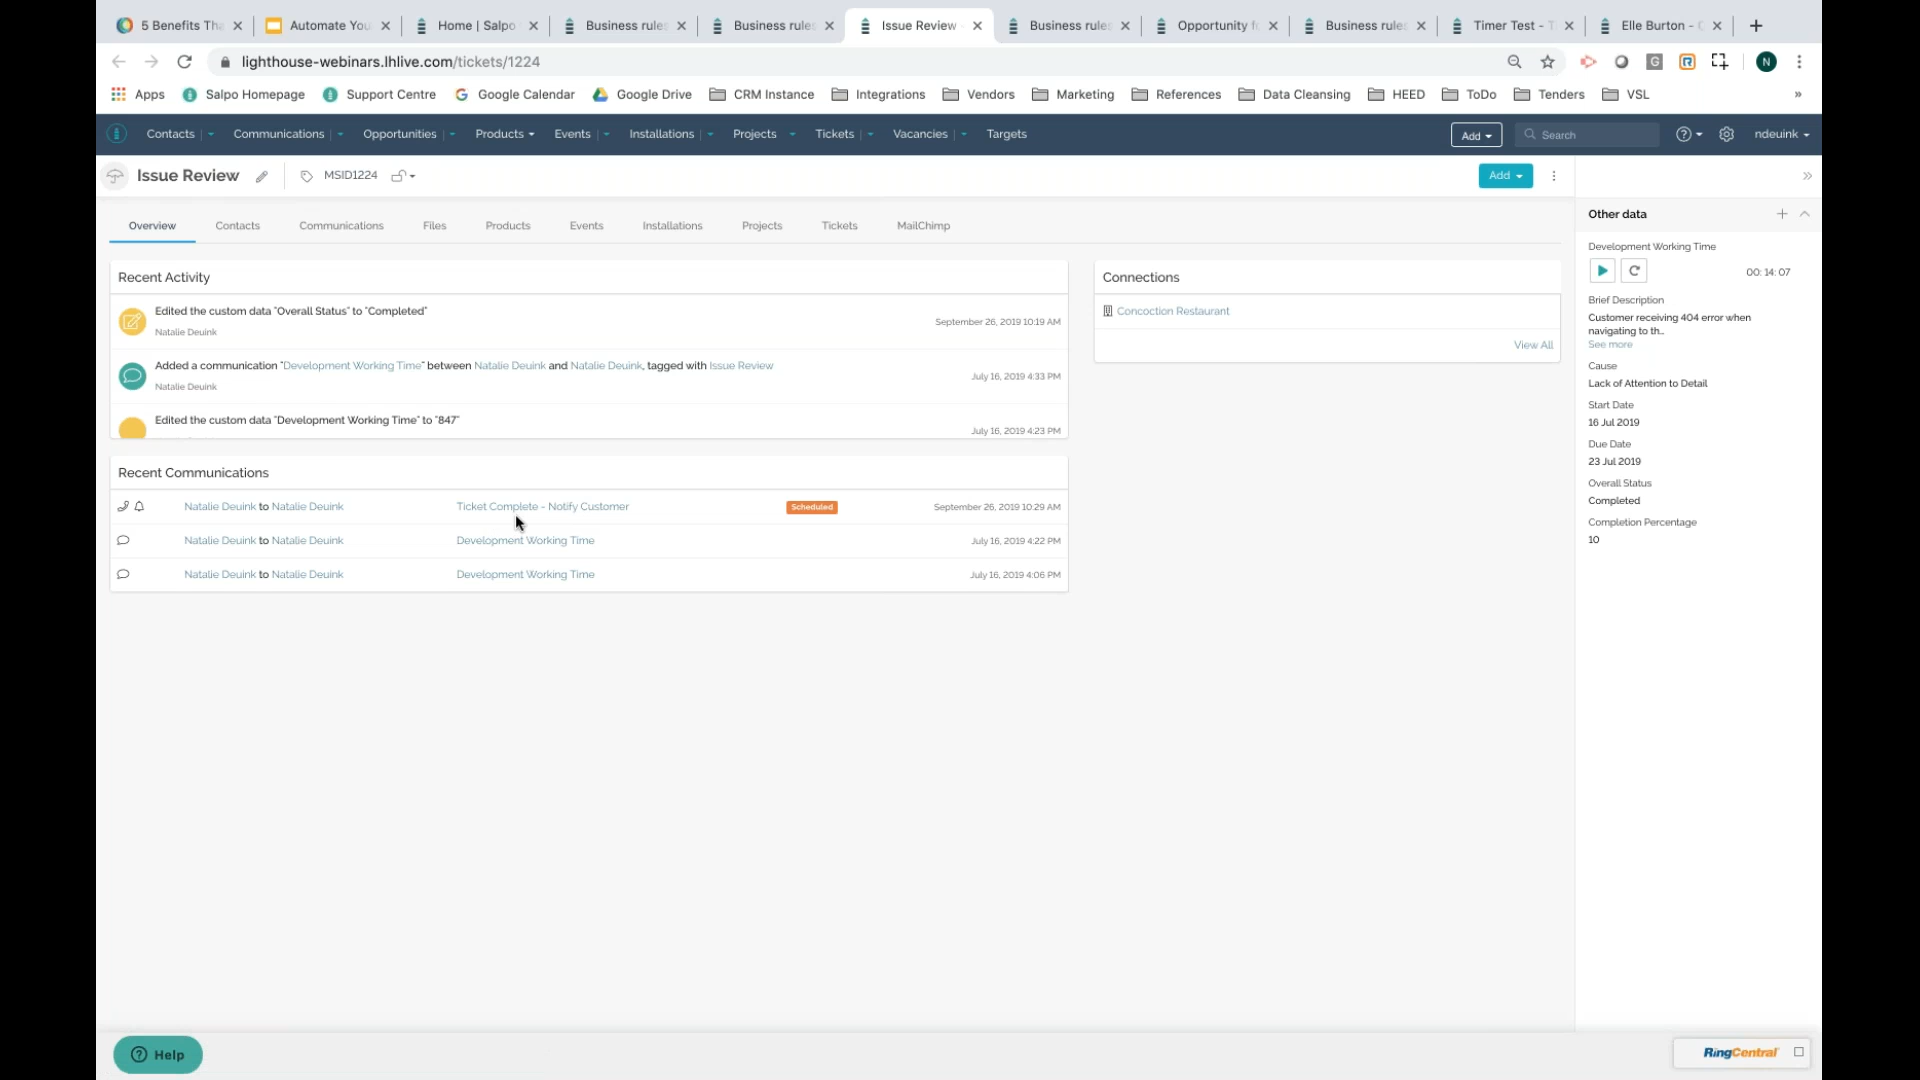 5 Benefits Tha
Automate You
Home | Salpo
Business rules
Business rules
Issue Review
Business rules
Opportunity fo
Business rules
Timer Test - T
Elle Burton - C
lighthouse-webinars.lhlive.com/tickets/1224
G
R
N
Apps
Salpo Homepage
Support Centre
Google Calendar
Google Drive
CRM Instance
Integrations
Vendors
Marketing
References
Data Cleansing
HEED
ToDo
Tenders
VSL
»
Contacts
Communications
Opportunities
Products
Events
Installations
Projects
Tickets
Vacancies
Targets
Add
Search
ndeuink
Issue Review
MSID1224
Add
Overview
Contacts
Communications
Files
Products
Events
Installations
Projects
Tickets
MailChimp
Recent Activity
Edited the custom data "Overall Status" to "Completed"
Natalie Deuink
September 26, 2019 10:19 AM
Added a communication "Development Working Time" between Natalie Deuink and Natalie Deuink, tagged with Issue Review
Natalie Deuink
July 16, 2019 4:33 PM
Edited the custom data "Development Working Time" to "847"
July 16, 2019 4:23 PM
Recent Communications
Natalie Deuink to Natalie Deuink
Ticket Complete - Notify Customer
Scheduled
September 26, 2019 10:29 AM
Natalie Deuink to Natalie Deuink
Development Working Time
July 16, 2019 4:22 PM
Natalie Deuink to Natalie Deuink
Development Working Time
July 16, 2019 4:06 PM
Connections
Concoction Restaurant
View All
Other data
Development Working Time
00: 14: 07
Brief Description
Customer receiving 404 error when
navigating to th...
See more
Cause
Lack of Attention to Detail
Start Date
16 Jul 2019
Due Date
23 Jul 2019
Overall Status
Completed
Completion Percentage
10
Help
RingCentral